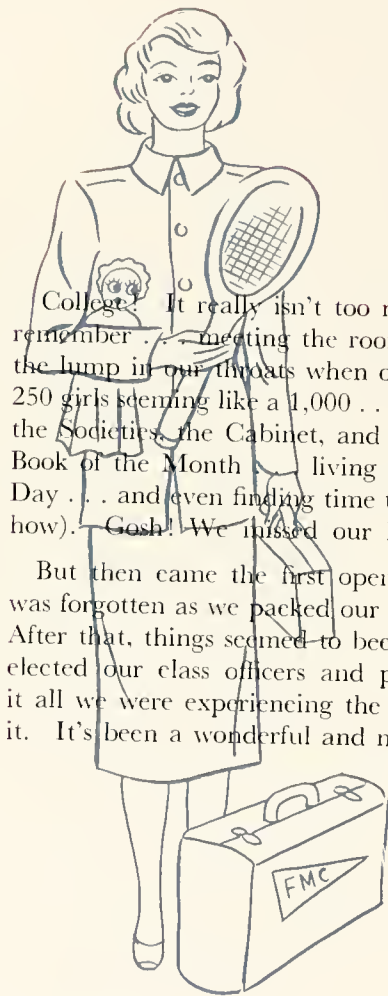 College! It really isn't too
remember . . . meeting the
the lump in our throats when
250 girls seeming like a 1,000 . .
the Societies, the Cabinet, and
Book of the Month living
Day . . . and even finding time
how). Gosh! We missed our
But then came the first
was forgotten as we packed our
After that, things seemed to
elected our class officers and
it all we were experiencing the
it. It's been a wonderful and
FMC